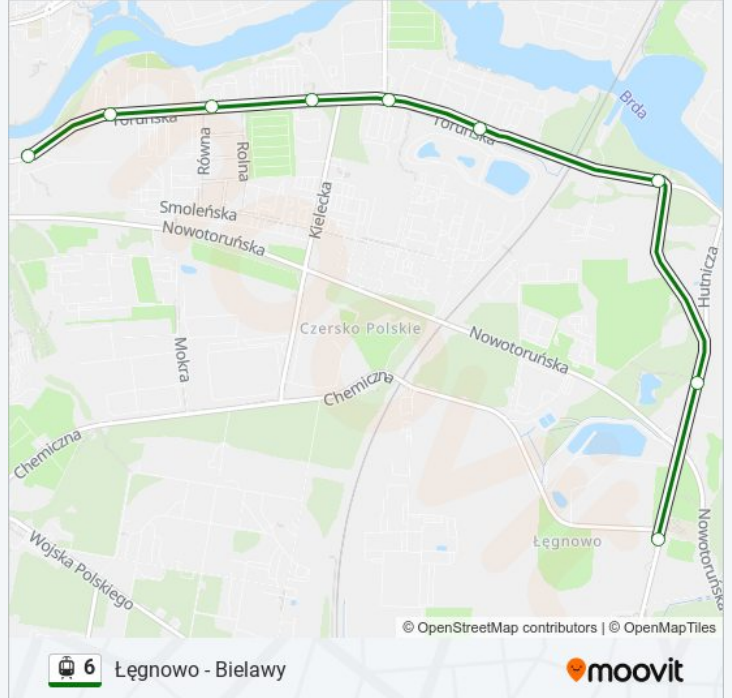 Brda
Toruńska
Toruńska
Równa
Rolna
Kielecka
Smoleńska
Nowotoruńska
Hutnicza
Czersko Polskie
Nowotoruńska
Mokra
Chemiczna
Chemiczna
Łęgnowo
Nowotoruńska
Wojska Polskiego
© OpenStreetMap contributors | © OpenMapTiles
6 Łęgnowo - Bielawy
moovit